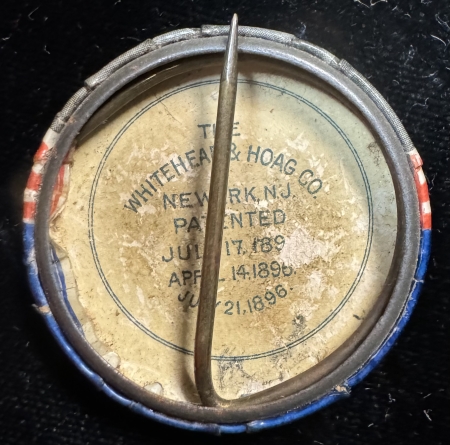 THE
WHITEHEAD & HOAG CO.
NEWARK, N.J.
PATENTED
JULY 17, 189
APRIL 14, 1896.
JULY 21, 1896.